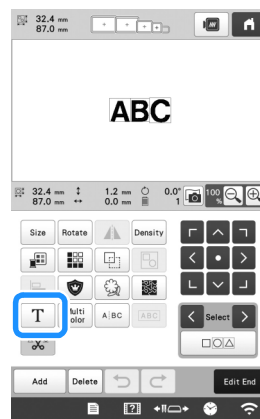 32.4 mm
87.0 mm
ABC
32.4 mm 1.2 mm 0.0°
87.0 mm 0.0 mm 1
100 %
Size Rotate Density
T Multi Color A BC ABC
Select
Add Delete Edit End